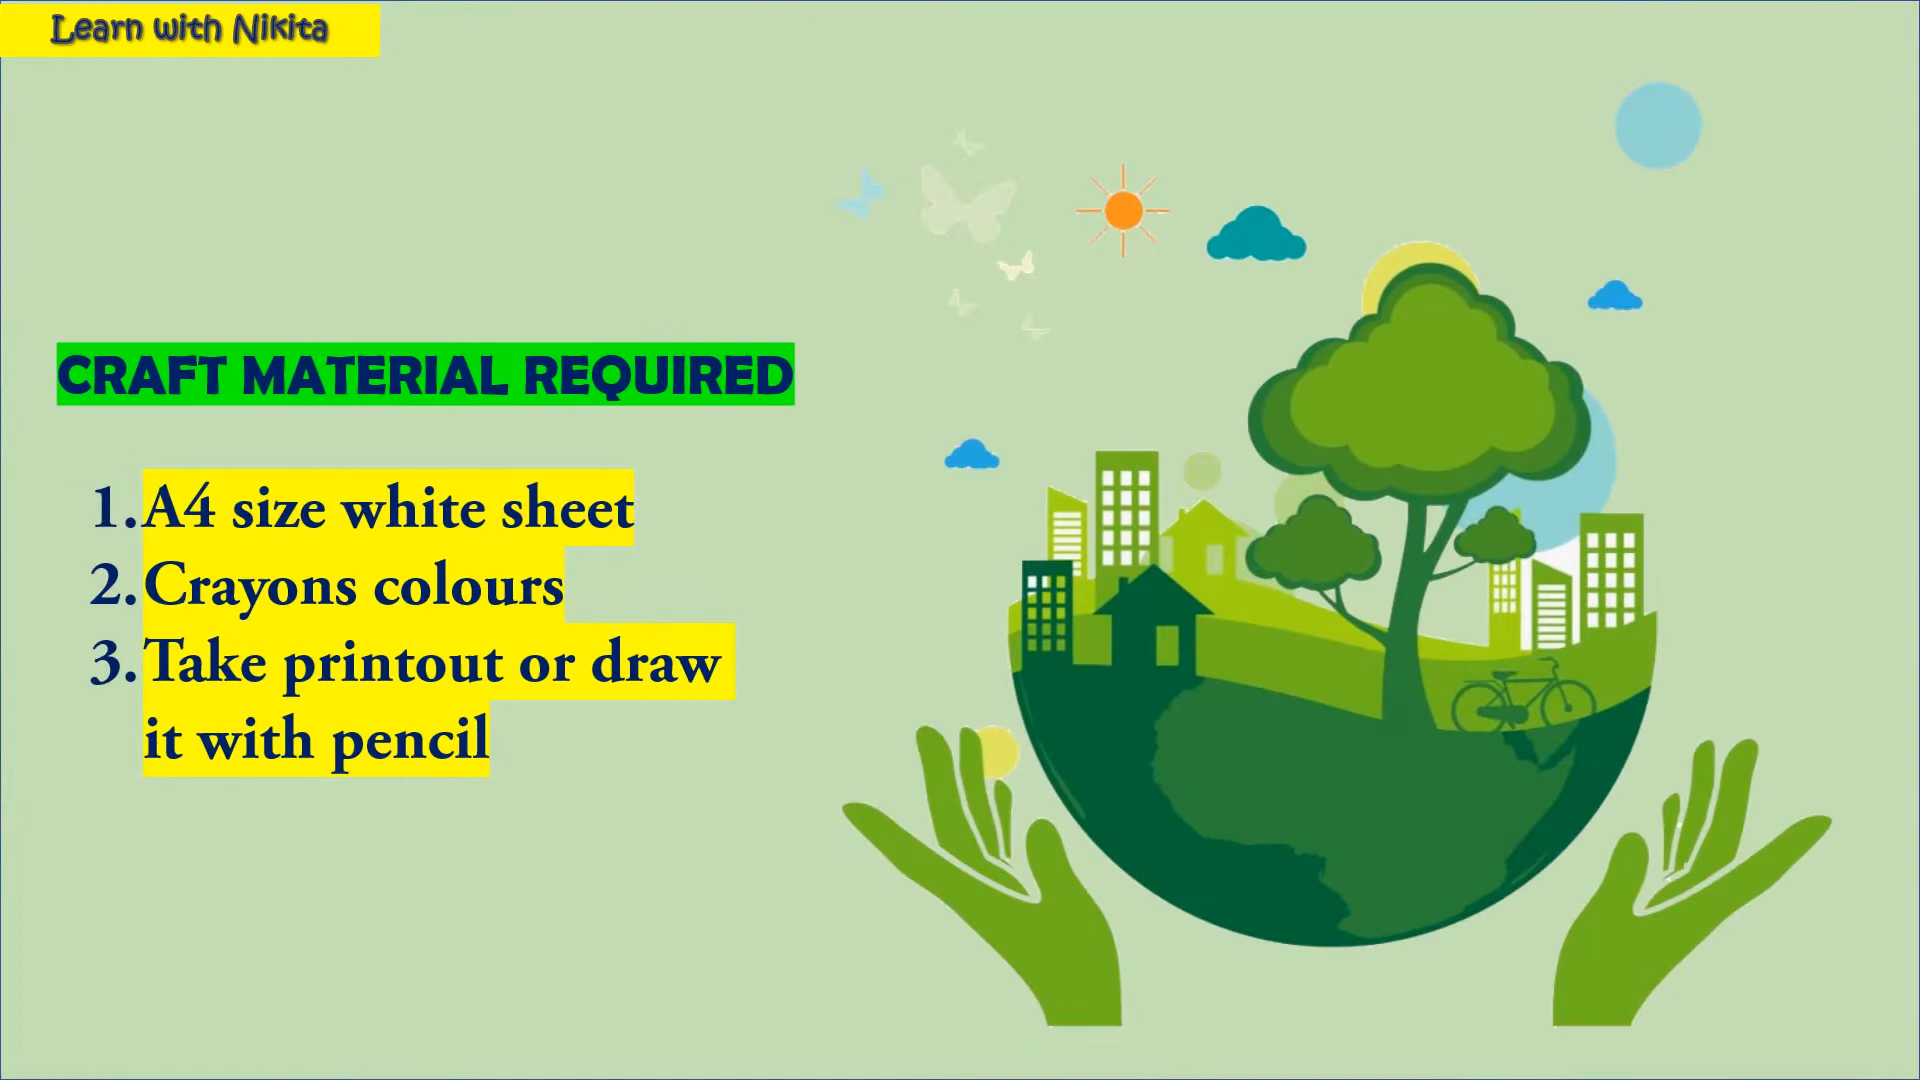 Learn with Nikita
CRAFT MATERIAL REQUIRED
1. A4 size white sheet
2. Crayons colours
3. Take printout or draw
it with pencil